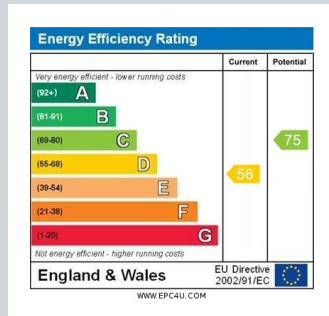 Energy Efficiency Rating
Current Potential
Very energy efficient - lower running costs
(92+) A
(81-91) B
(69-80) C 75
(55-68) D 56
(39-54) E
(21-38) F
(1-20) G
Not energy efficient - higher running costs
England & Wales EU Directive
2002/91/EC
WWW.EPC4U.COM